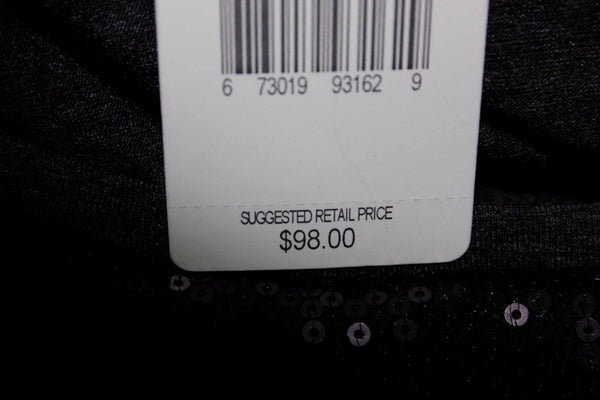 6 73019 93162 9
SUGGESTED RETAIL PRICE
$98.00